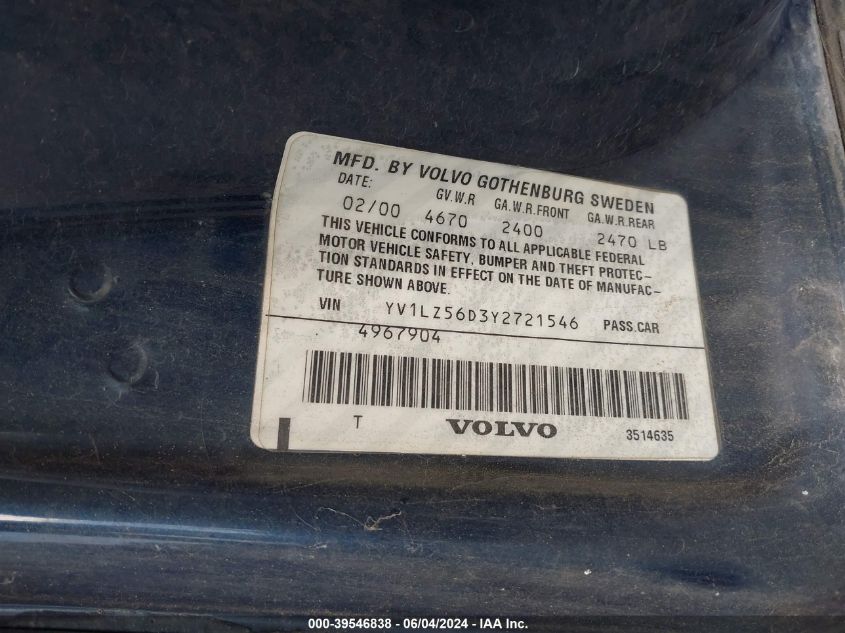 MFD. BY VOLVO GOTHENBURG SWEDEN
DATE: GV.W.R GA.W.R.FRONT GA.W.R.REAR
02/00 4670 2400 2470 LB
THIS VEHICLE CONFORMS TO ALL APPLICABLE FEDERAL
MOTOR VEHICLE SAFETY, BUMPER AND THEFT PROTEC–
TION STANDARDS IN EFFECT ON THE DATE OF MANUFAC–
TURE SHOWN ABOVE.
VIN YV1LZ56D3Y2721546 PASS.CAR
4967904
T VOLVO 3514635
000-39546838 - 06/04/2024 - IAA Inc.